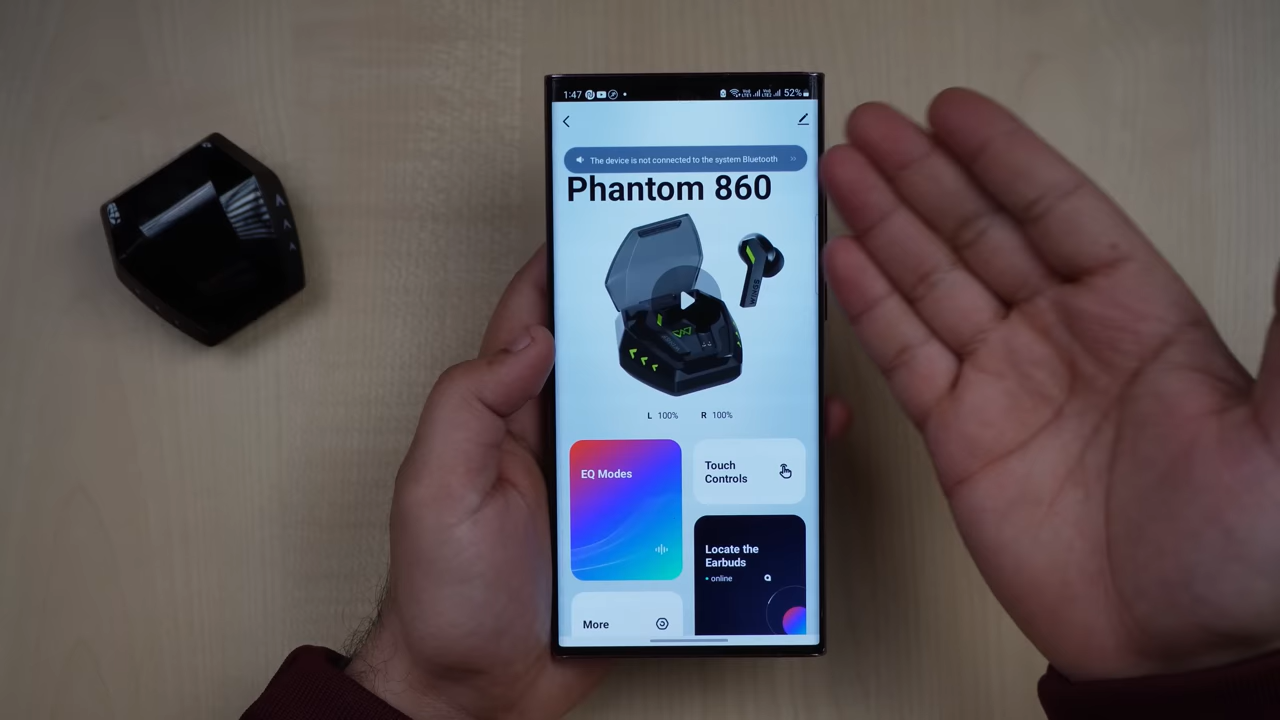 1:47
52%
The device is not connected to the system Bluetooth
Phantom 860
WINGS
L 100% R 100%
EQ Modes
Touch
Controls
Locate the
Earbuds
online
More